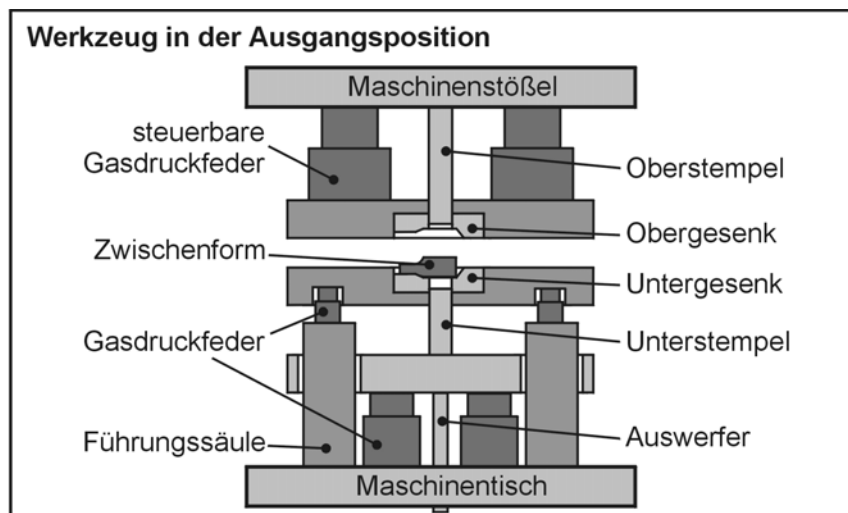 Werkzeug in der Ausgangsposition
Maschinenstößel
steuerbare
Gasdruckfeder
Oberstempel
Obergesenk
Zwischenform
Untergesenk
Gasdruckfeder
Unterstempel
Führungssäule
Auswerfer
Maschinentisch